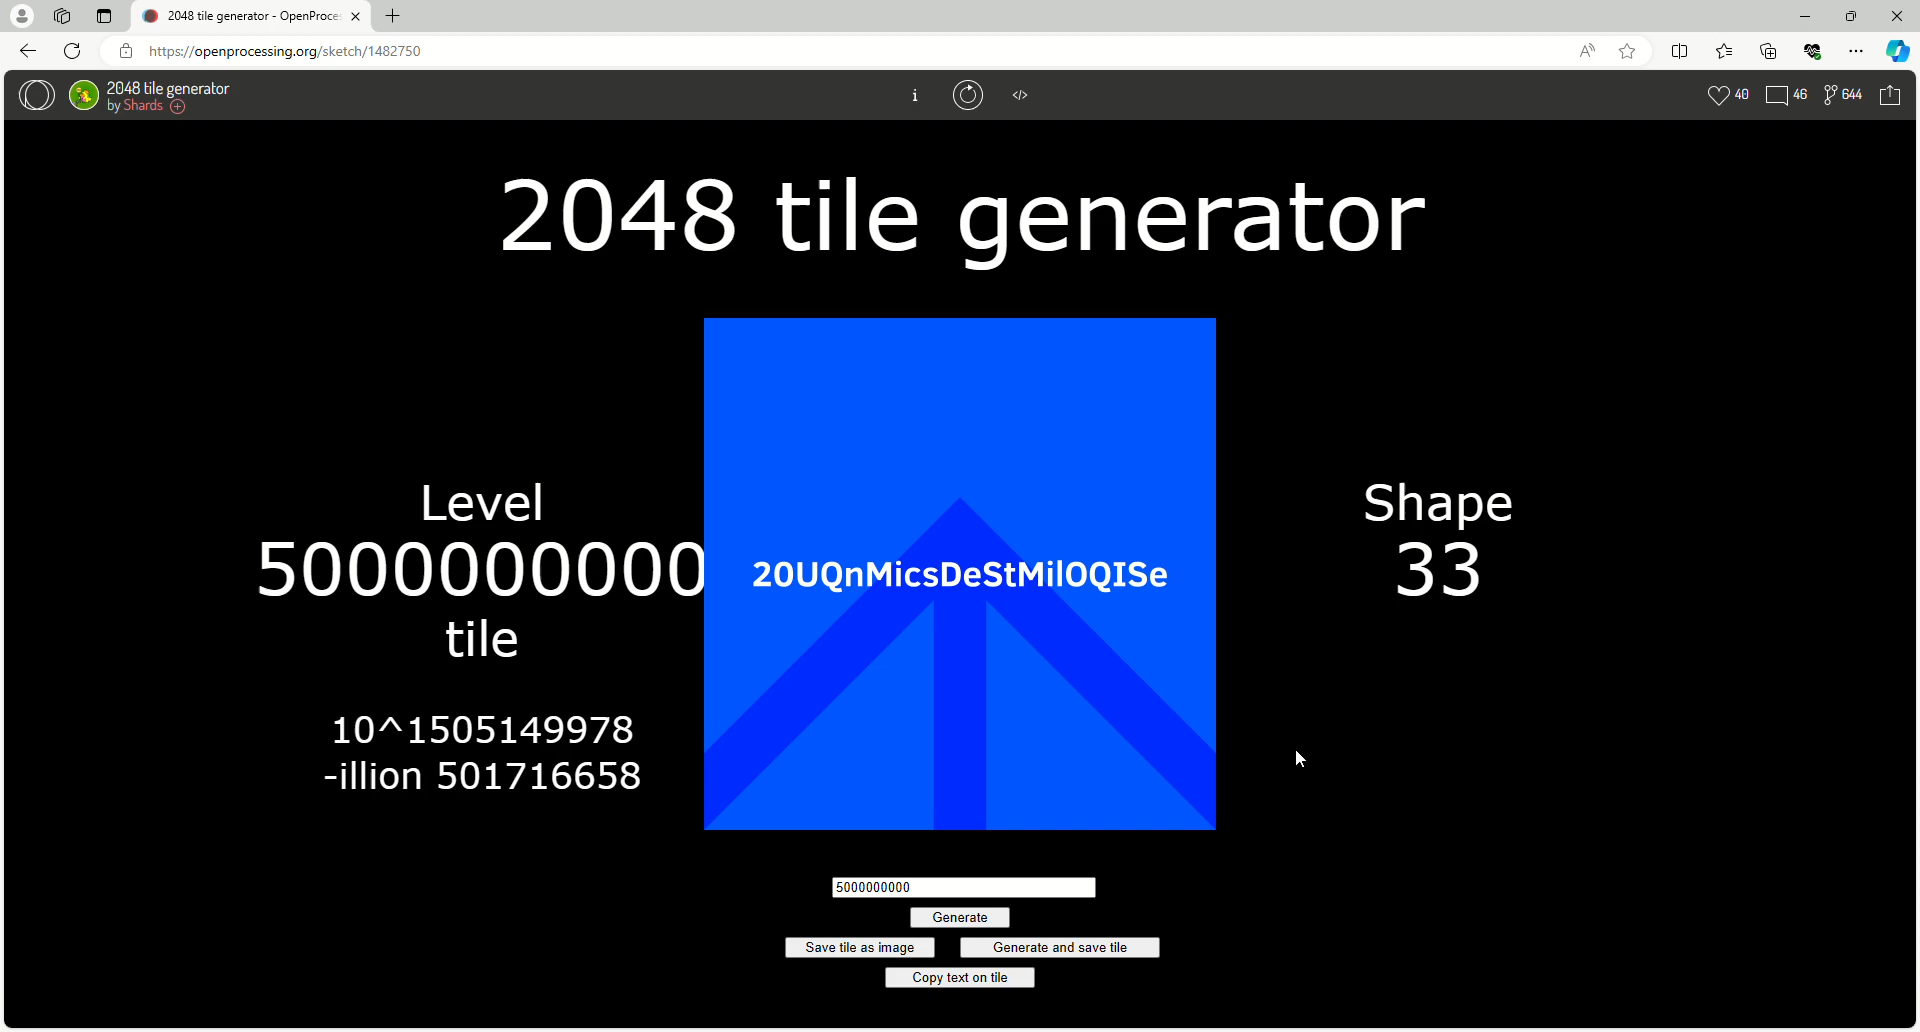 2048 tile generator - OpenProces
https://openprocessing.org/sketch/1482750
2048 tile generator
by Shards
i
</>
40
46
644
2048 tile generator
Level
5000000000
tile
10^1505149978
-illion 501716658
20UQnMicsDeStMilOQISe
Shape
33
5000000000
Generate
Save tile as image
Generate and save tile
Copy text on tile